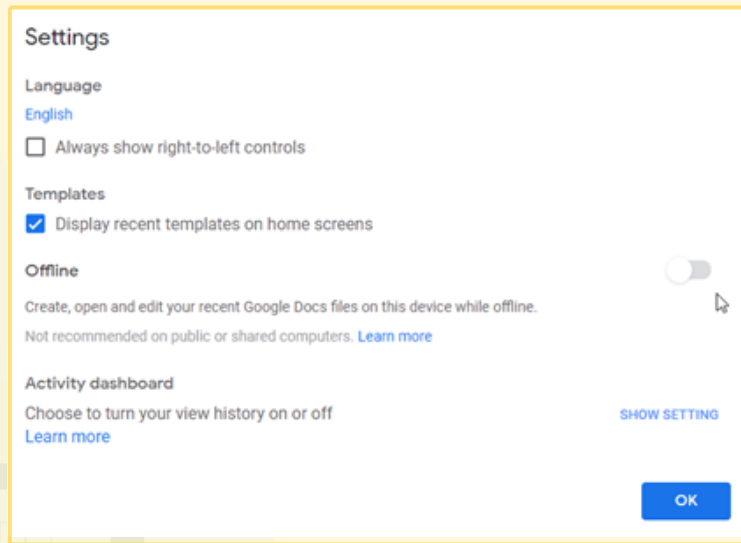 Settings
Language
English
Always show right-to-left controls
Templates
Display recent templates on home screens
Offline
Create, open and edit your recent Google Docs files on this device while offline.
Not recommended on public or shared computers. Learn more
Activity dashboard
Choose to turn your view history on or off
SHOW SETTING
Learn more
OK